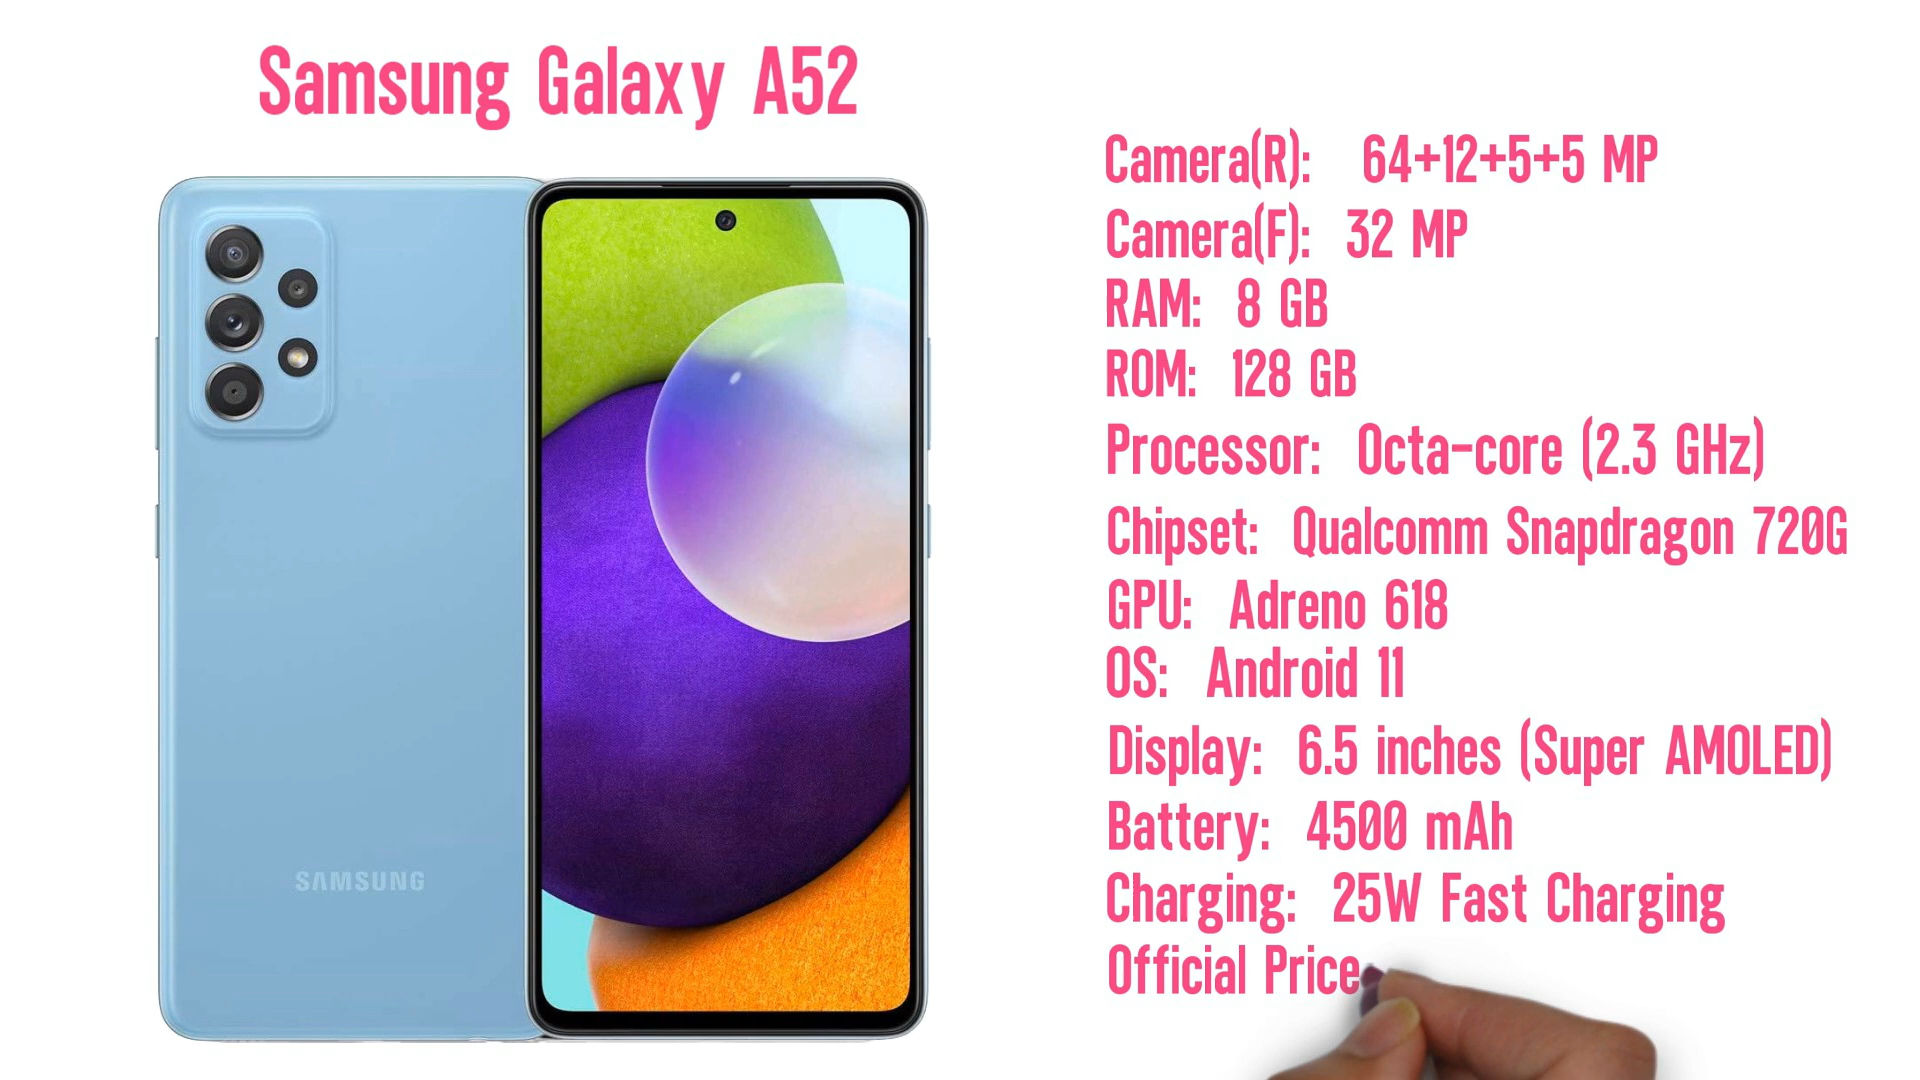 Samsung Galaxy A52
Camera(R): 64+12+5+5 MP
Camera(F): 32 MP
RAM: 8 GB
ROM: 128 GB
Processor: Octa-core (2.3 GHz)
Chipset: Qualcomm Snapdragon 720G
GPU: Adreno 618
OS: Android 11
Display: 6.5 inches (Super AMOLED)
Battery: 4500 mAh
Charging: 25W Fast Charging
Official Price
SAMSUNG